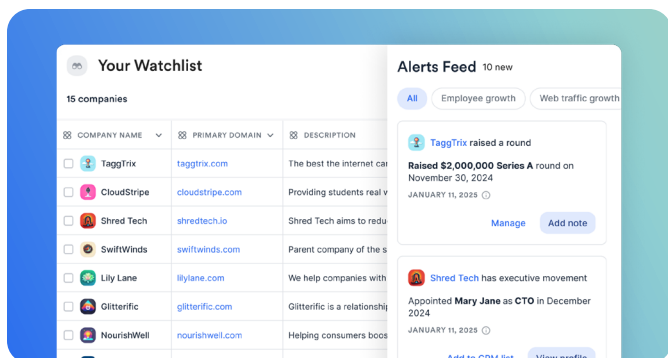 Your Watchlist
15 companies
COMPANY NAME PRIMARY DOMAIN DESCRIPTION
TaggTrix taggtrix.com The best the internet can
CloudStripe cloudstripe.com Providing students real
Shred Tech shredtech.io Shred Tech aims to redu
SwiftWinds swiftwinds.com Parent company of the s
Lily Lane lilylane.com We help companies with
Glitterific glitterific.com Glitterific is a relationship
NourishWell nourishwell.com Helping consumers boos
Alerts Feed 10 new
All Employee growth Web traffic growth
TaggTrix raised a round
Raised $2,000,000 Series A round on
November 30, 2024
JANUARY 11, 2025
Manage Add note
Shred Tech has executive movement
Appointed Mary Jane as CTO in December
2024
JANUARY 11, 2025
Add to CRM list View profile